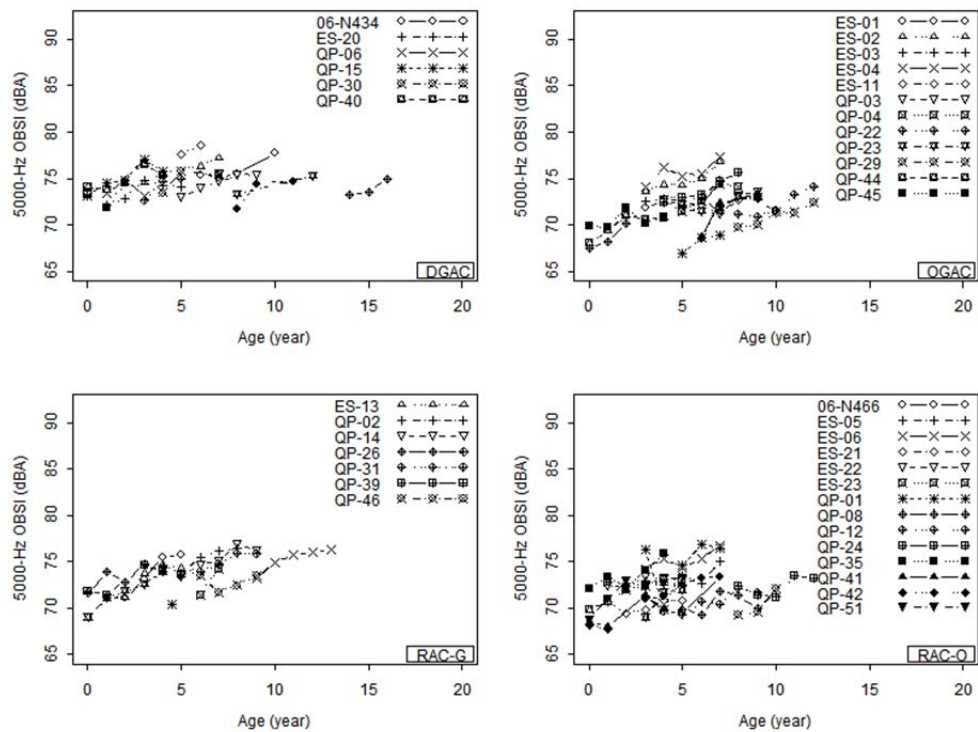 06-N434
ES-20
QP-06
QP-15
QP-30
QP-40
5000-Hz OBSI (dBA)
90
85
80
75
70
65
DGAC
0 5 10 15 20
Age (year)
ES-01
ES-02
ES-03
ES-04
ES-11
QP-03
QP-04
QP-22
QP-23
QP-29
QP-44
QP-45
5000-Hz OBSI (dBA)
90
85
80
75
70
65
OGAC
0 5 10 15 20
Age (year)
ES-13
QP-02
QP-14
QP-26
QP-31
QP-39
QP-46
5000-Hz OBSI (dBA)
90
85
80
75
70
65
RAC-G
0 5 10 15 20
Age (year)
06-N466
ES-05
ES-06
ES-21
ES-22
ES-23
QP-01
QP-08
QP-12
QP-24
QP-35
QP-41
QP-42
QP-51
5000-Hz OBSI (dBA)
90
85
80
75
70
65
RAC-O
0 5 10 15 20
Age (year)